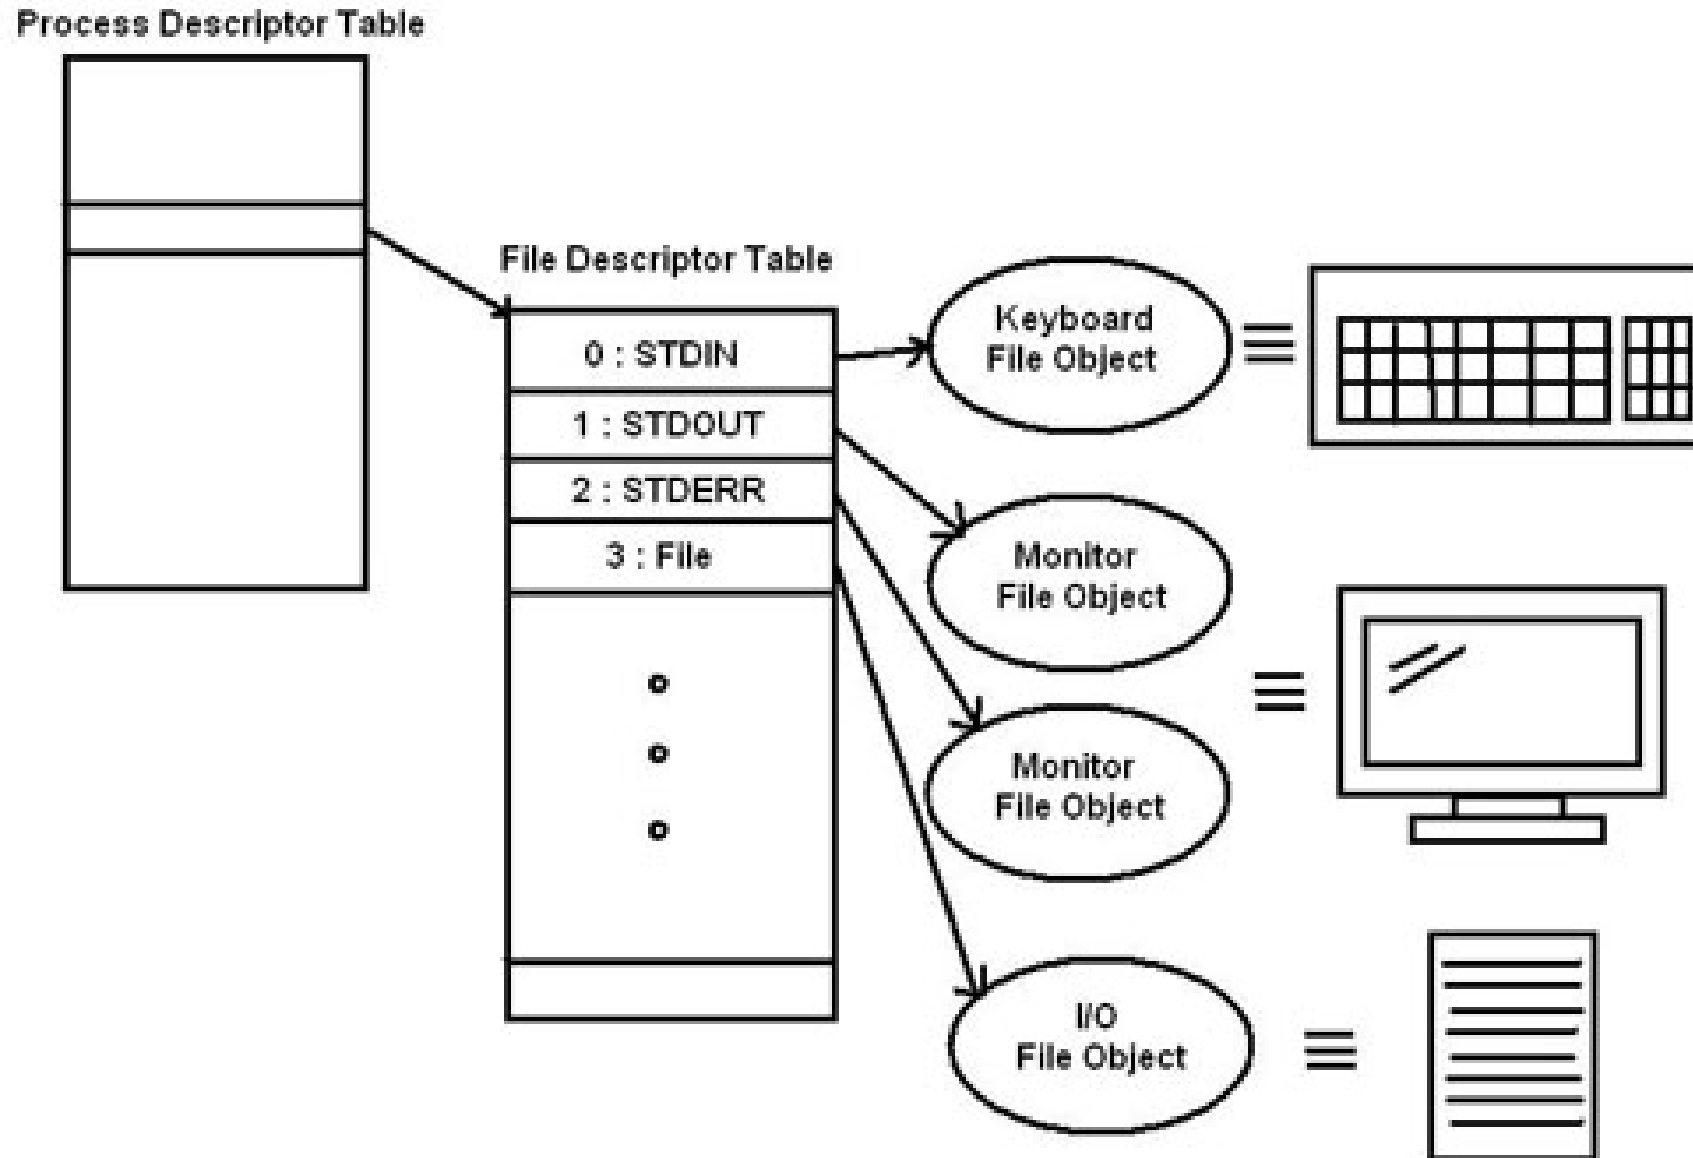 Process Descriptor Table
File Descriptor Table
0 : STDIN
1 : STDOUT
2 : STDERR
3 : File
Keyboard
File Object
Monitor
File Object
Monitor
File Object
I/O
File Object